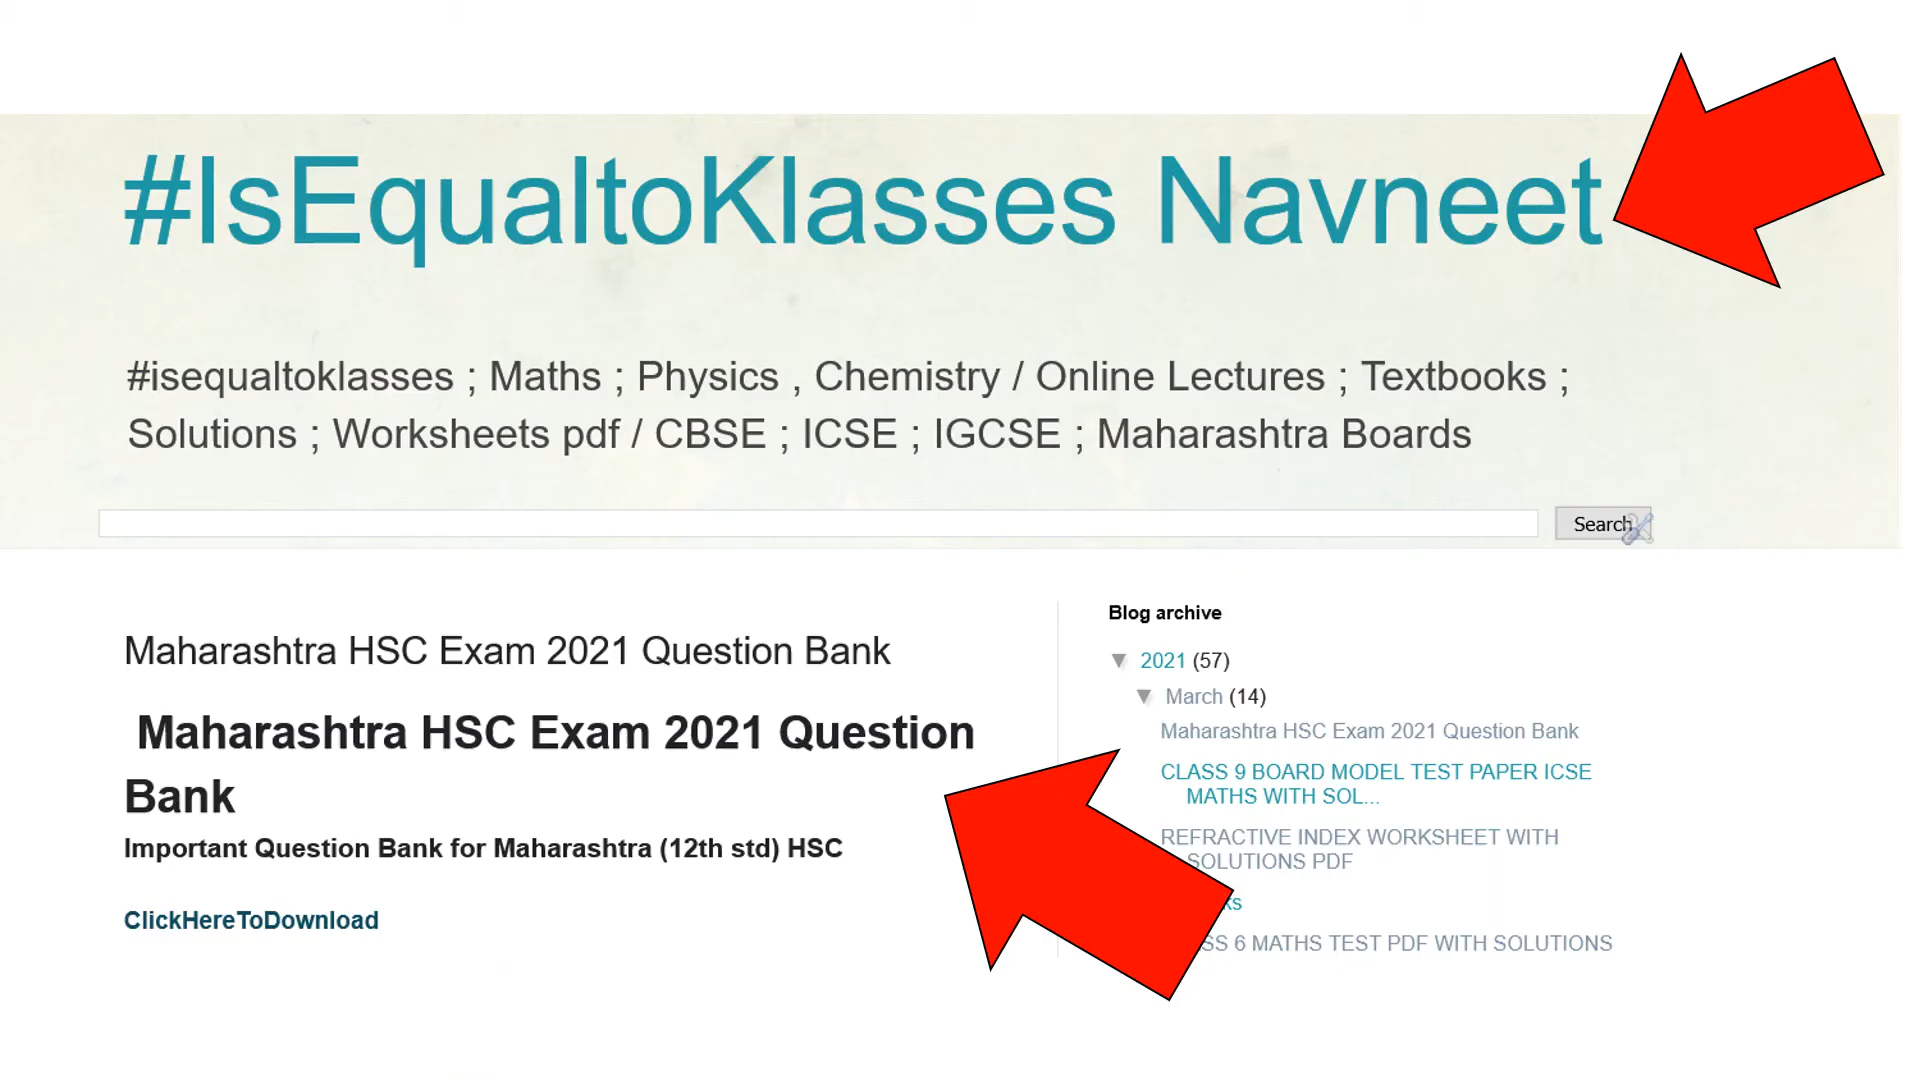 #IsEqualtoKlasses Navneet
#isequaltoklasses ; Maths ; Physics , Chemistry / Online Lectures ; Textbooks ;
Solutions ; Worksheets pdf / CBSE ; ICSE ; IGCSE ; Maharashtra Boards
Search
Maharashtra HSC Exam 2021 Question Bank
Maharashtra HSC Exam 2021 Question
Bank
Important Question Bank for Maharashtra (12th std) HSC
ClickHereToDownload
Blog archive
▼ 2021 (57)
▼ March (14)
Maharashtra HSC Exam 2021 Question Bank
CLASS 9 BOARD MODEL TEST PAPER ICSE
MATHS WITH SOL...
REFRACTIVE INDEX WORKSHEET WITH
SOLUTIONS PDF
6 MATHS TEST PDF WITH SOLUTIONS